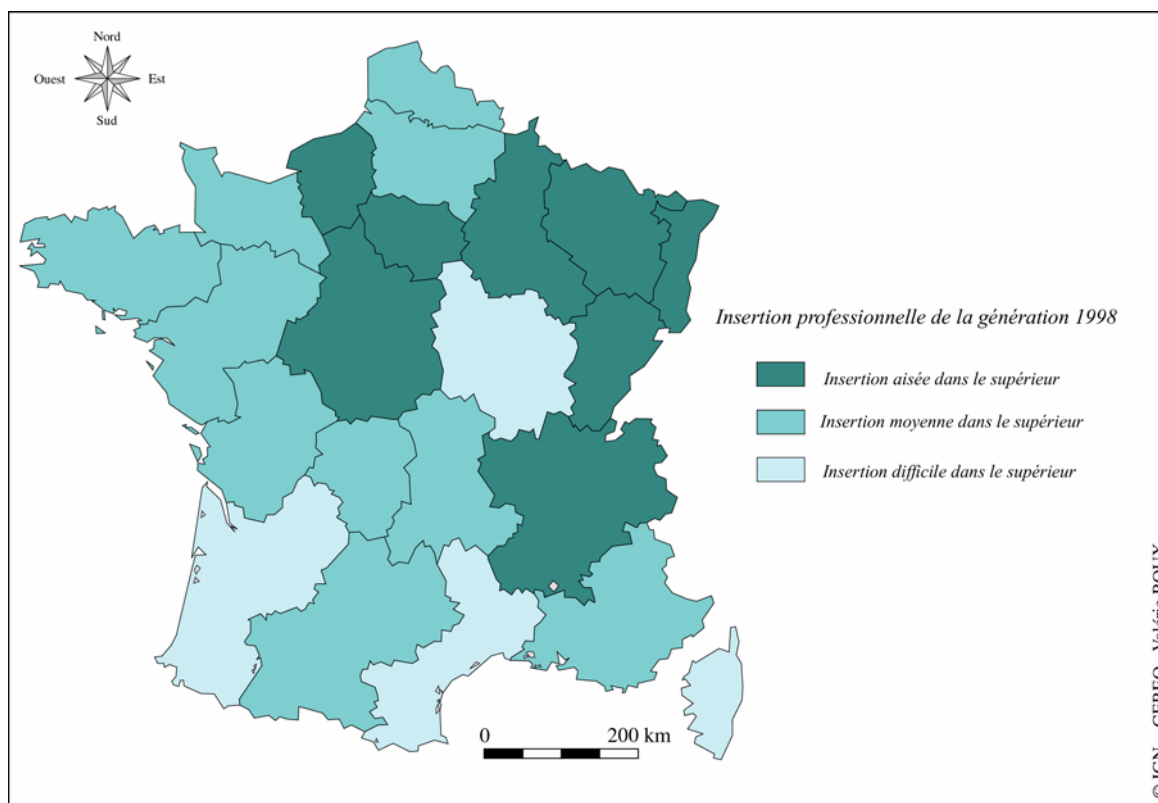 Nord
Ouest
Est
Sud
Insertion professionnelle de la génération 1998
Insertion aisée dans le supérieur
Insertion moyenne dans le supérieur
Insertion difficile dans le supérieur
0
200 km
© IGN